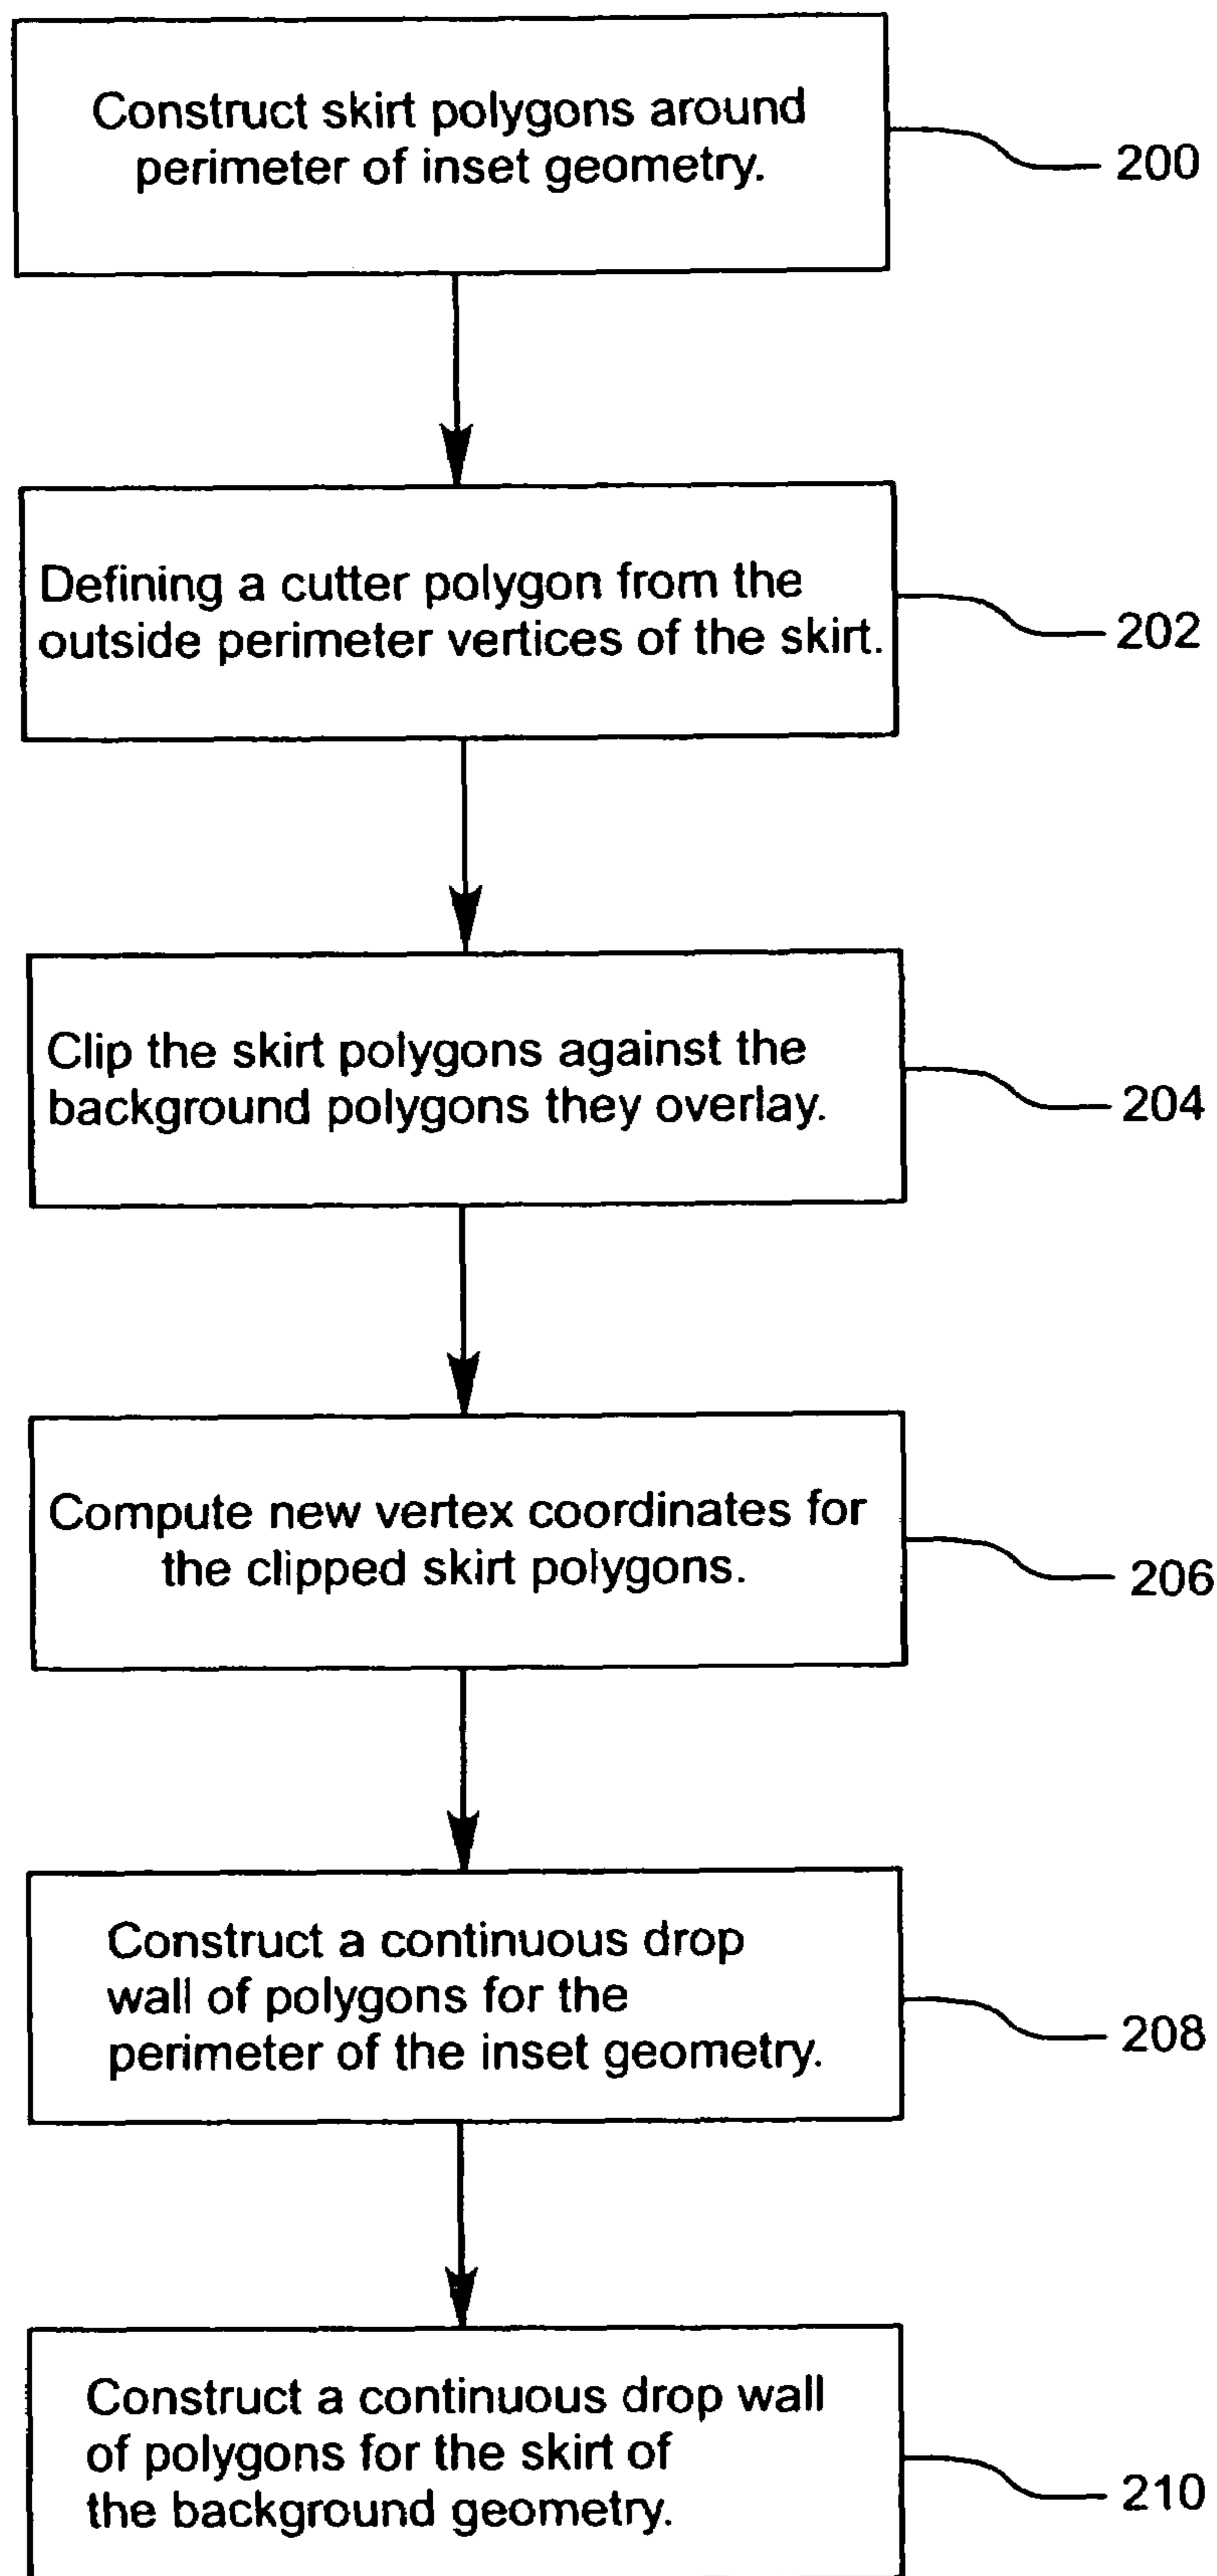 Construct skirt polygons around
perimeter of inset geometry.
200
Defining a cutter polygon from the
outside perimeter vertices of the skirt.
202
Clip the skirt polygons against the
background polygons they overlay.
204
Compute new vertex coordinates for
the clipped skirt polygons.
206
Construct a continuous drop
wall of polygons for the
perimeter of the inset geometry.
208
Construct a continuous drop wall
of polygons for the skirt of
the background geometry.
210